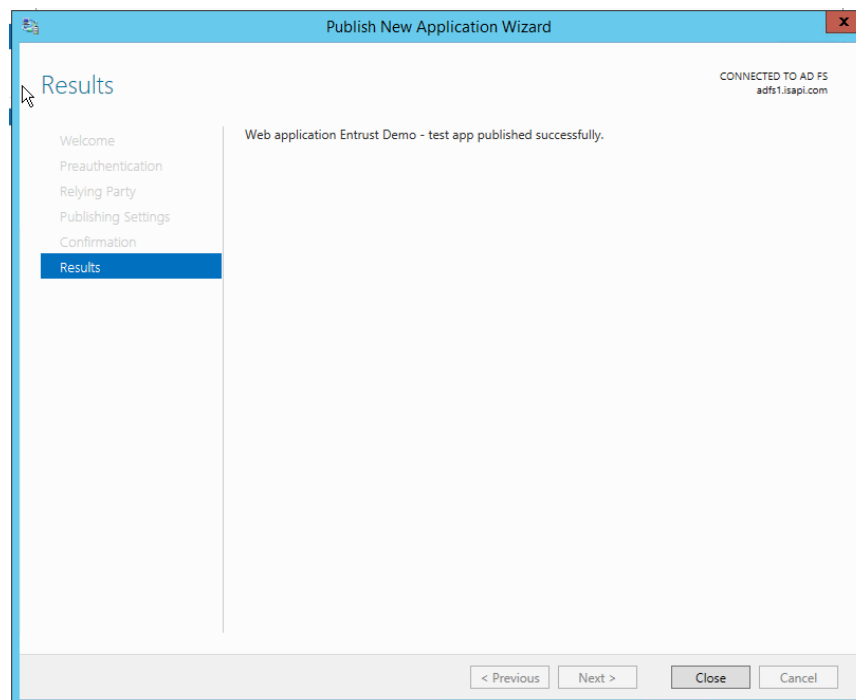 Publish New Application Wizard
x
Results
CONNECTED TO AD FS
adfs1.isapi.com
Welcome
Preauthentication
Relying Party
Publishing Settings
Confirmation
Results
Web application Entrust Demo - test app published successfully.
< Previous
Next >
Close
Cancel